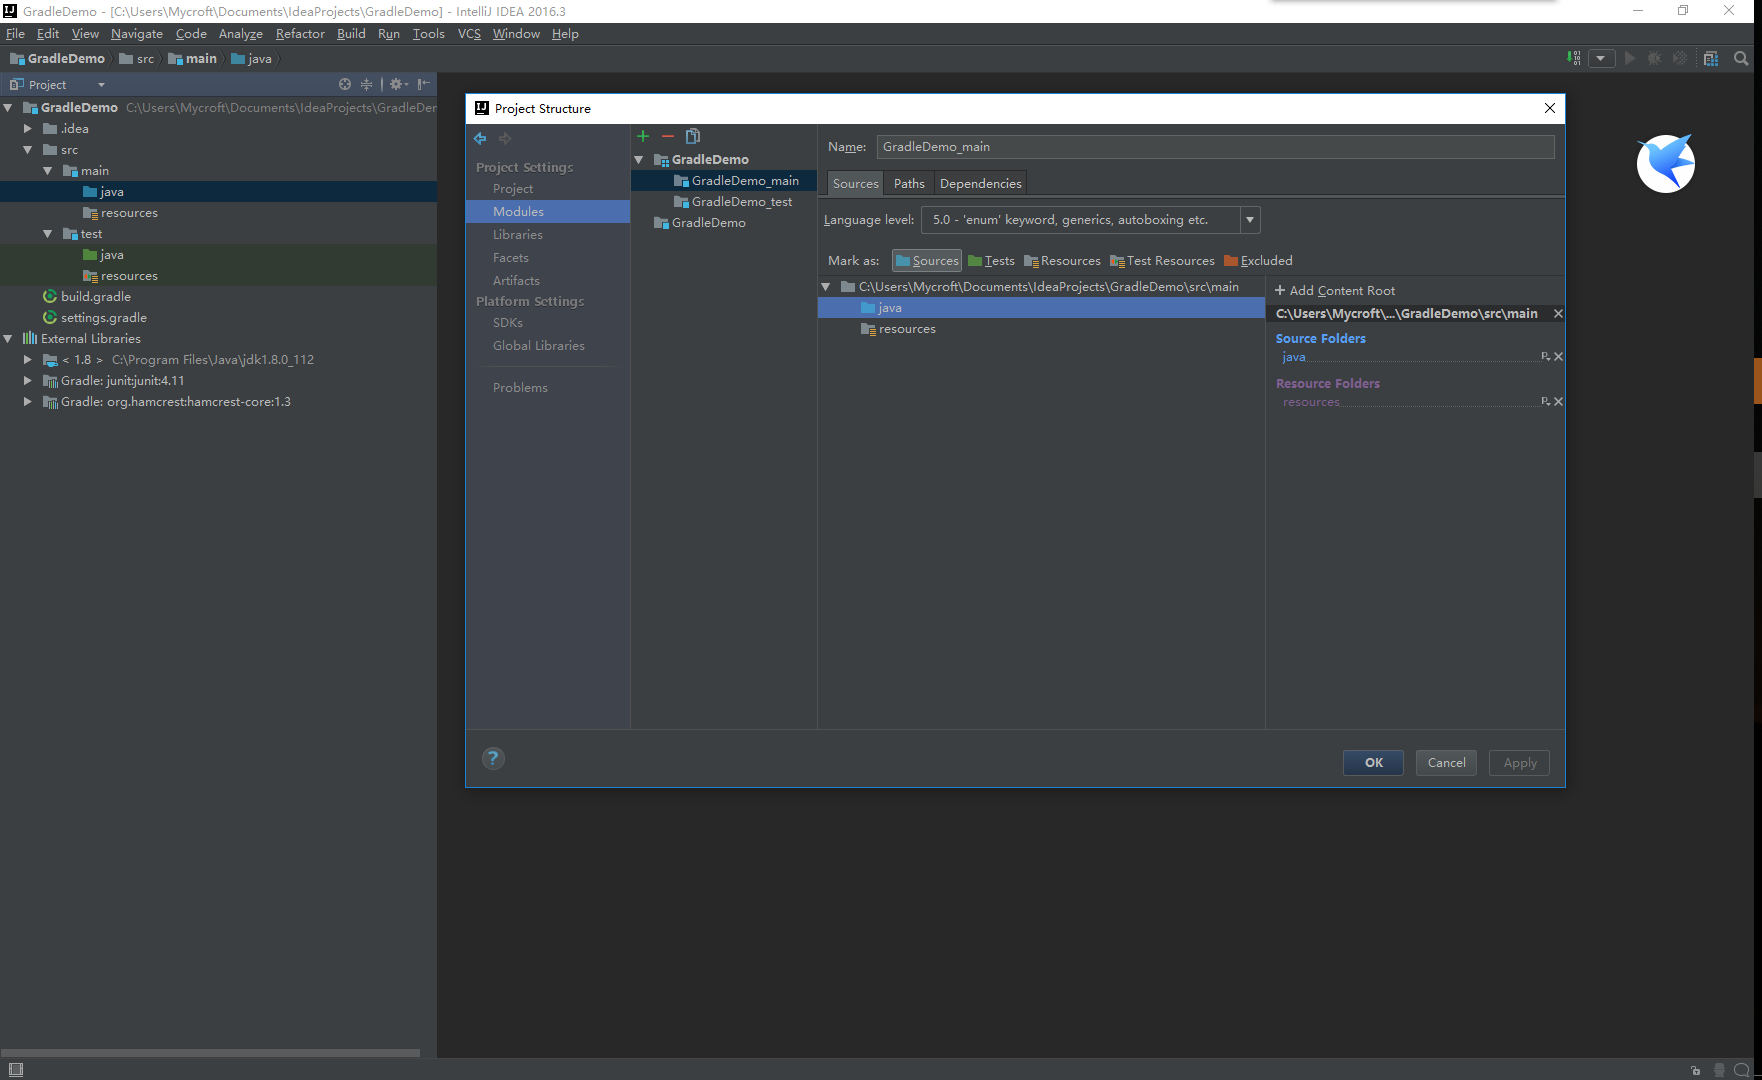 GradleDemo - [C:\Users\Mycroft\Documents\IdeaProjects\GradleDemo] - IntelliJ IDEA 2016.3
File Edit View Navigate Code Analyze Refactor Build Run Tools VCS Window Help
GradleDemo src main java
Project
GradleDemo C:\Users\Mycroft\Documents\IdeaProjects\GradleDer
.idea
src
main
java
resources
test
java
resources
build.gradle
settings.gradle
External Libraries
< 1.8 > C:\Program Files\Java\jdk1.8.0_112
Gradle: junit:junit:4.11
Gradle: org.hamcrest:hamcrest-core:1.3
Project Structure
Project Settings
Project
Modules
Libraries
Facets
Artifacts
Platform Settings
SDKs
Global Libraries
Problems
GradleDemo
GradleDemo_main
GradleDemo_test
GradleDemo
Name: GradleDemo_main
Sources Paths Dependencies
Language level: 5.0 - 'enum' keyword, generics, autoboxing etc.
Mark as: Sources Tests Resources Test Resources Excluded
C:\Users\Mycroft\Documents\IdeaProjects\GradleDemo\src\main
java
resources
+ Add Content Root
C:\Users\Mycroft\...\GradleDemo\src\main
Source Folders
java
Resource Folders
resources
?
OK Cancel Apply